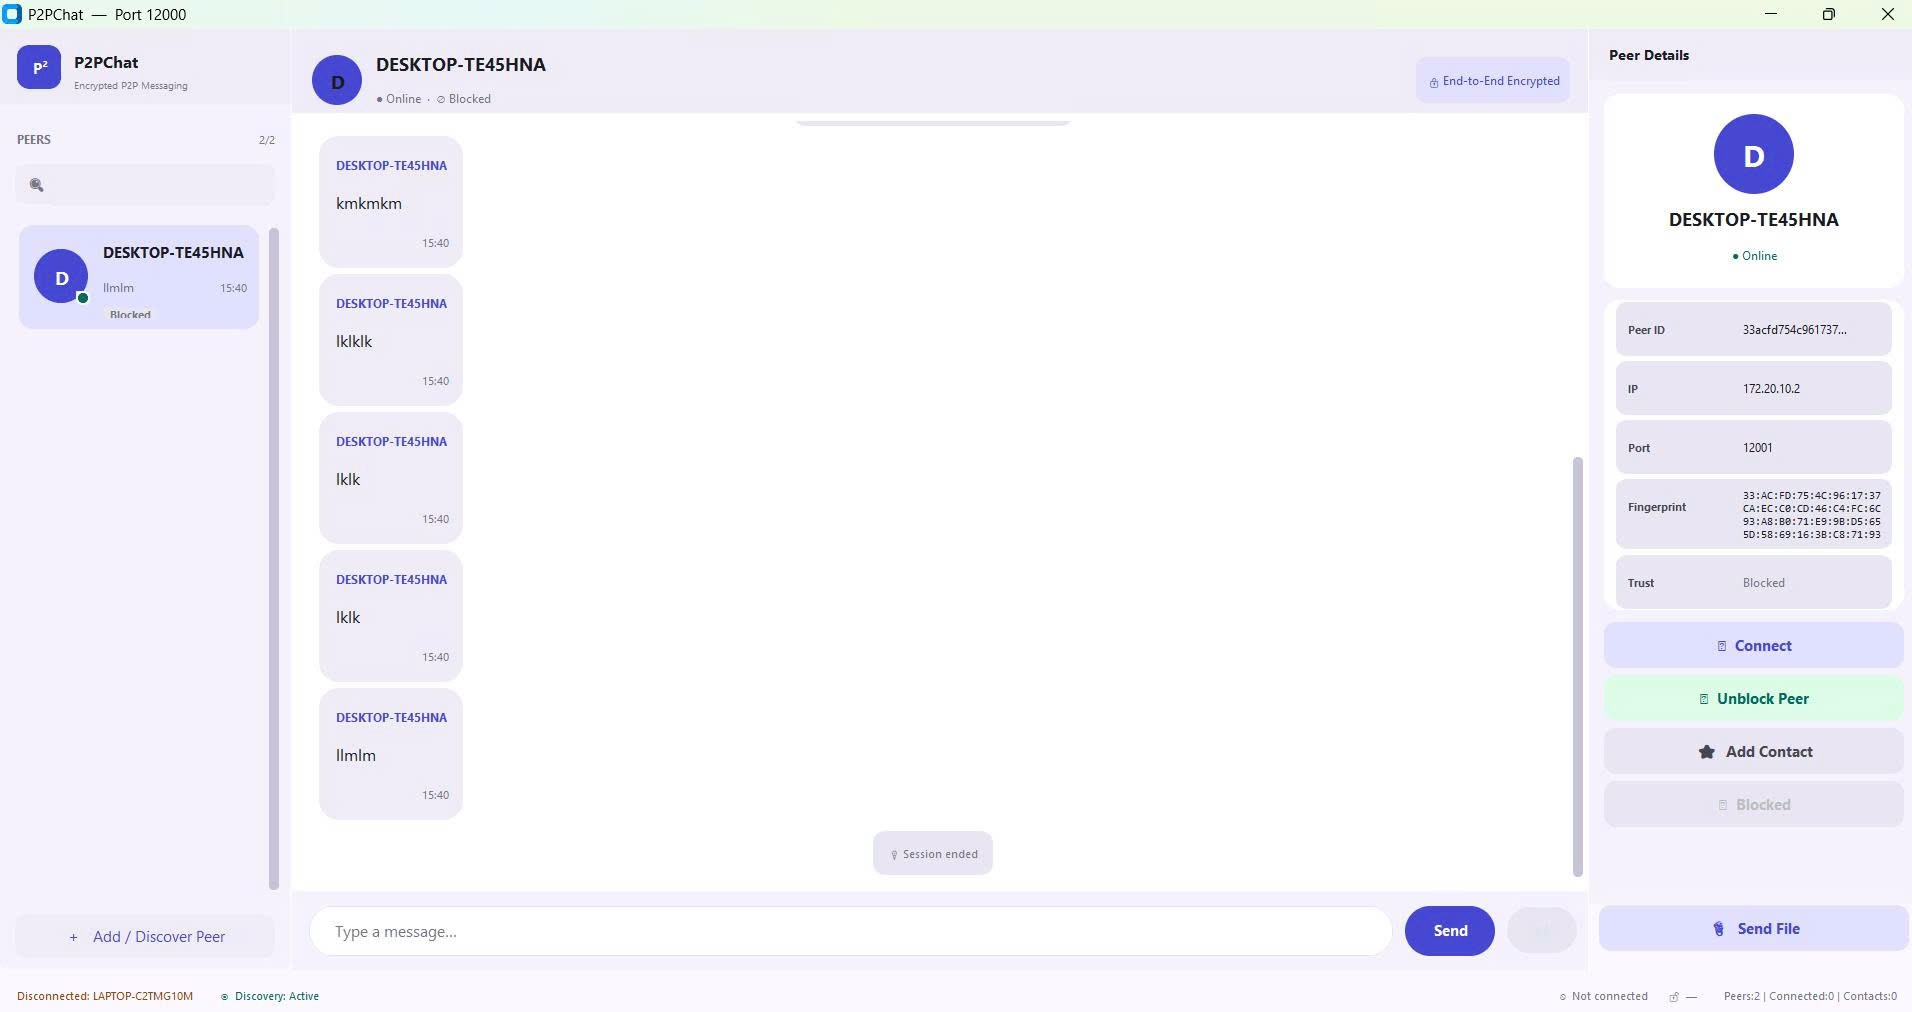 P2PChat — Port 12000
P²
P2PChat
Encrypted P2P Messaging
PEERS 2/2
D
DESKTOP-TE45HNA
llmlm 15:40
Blocked
+ Add / Discover Peer
D
DESKTOP-TE45HNA
● Online · ⊘ Blocked
End-to-End Encrypted
DESKTOP-TE45HNA
kmkmkm
15:40
DESKTOP-TE45HNA
lklklk
15:40
DESKTOP-TE45HNA
lklk
15:40
DESKTOP-TE45HNA
lklk
15:40
DESKTOP-TE45HNA
llmlm
15:40
Session ended
Type a message...
Send
Peer Details
D
DESKTOP-TE45HNA
● Online
Peer ID 33acfd754c961737...
IP 172.20.10.2
Port 12001
Fingerprint
33:AC:FD:75:4C:96:17:37
CA:EC:C0:CD:46:C4:FC:6C
93:A8:B0:71:E9:9B:D5:65
5D:58:69:16:3B:C8:71:93
Trust Blocked
Connect
Unblock Peer
Add Contact
Blocked
Send File
Disconnected: LAPTOP-C2TMG10M
Discovery: Active
Not connected
—
Peers:2 | Connected:0 | Contacts:0